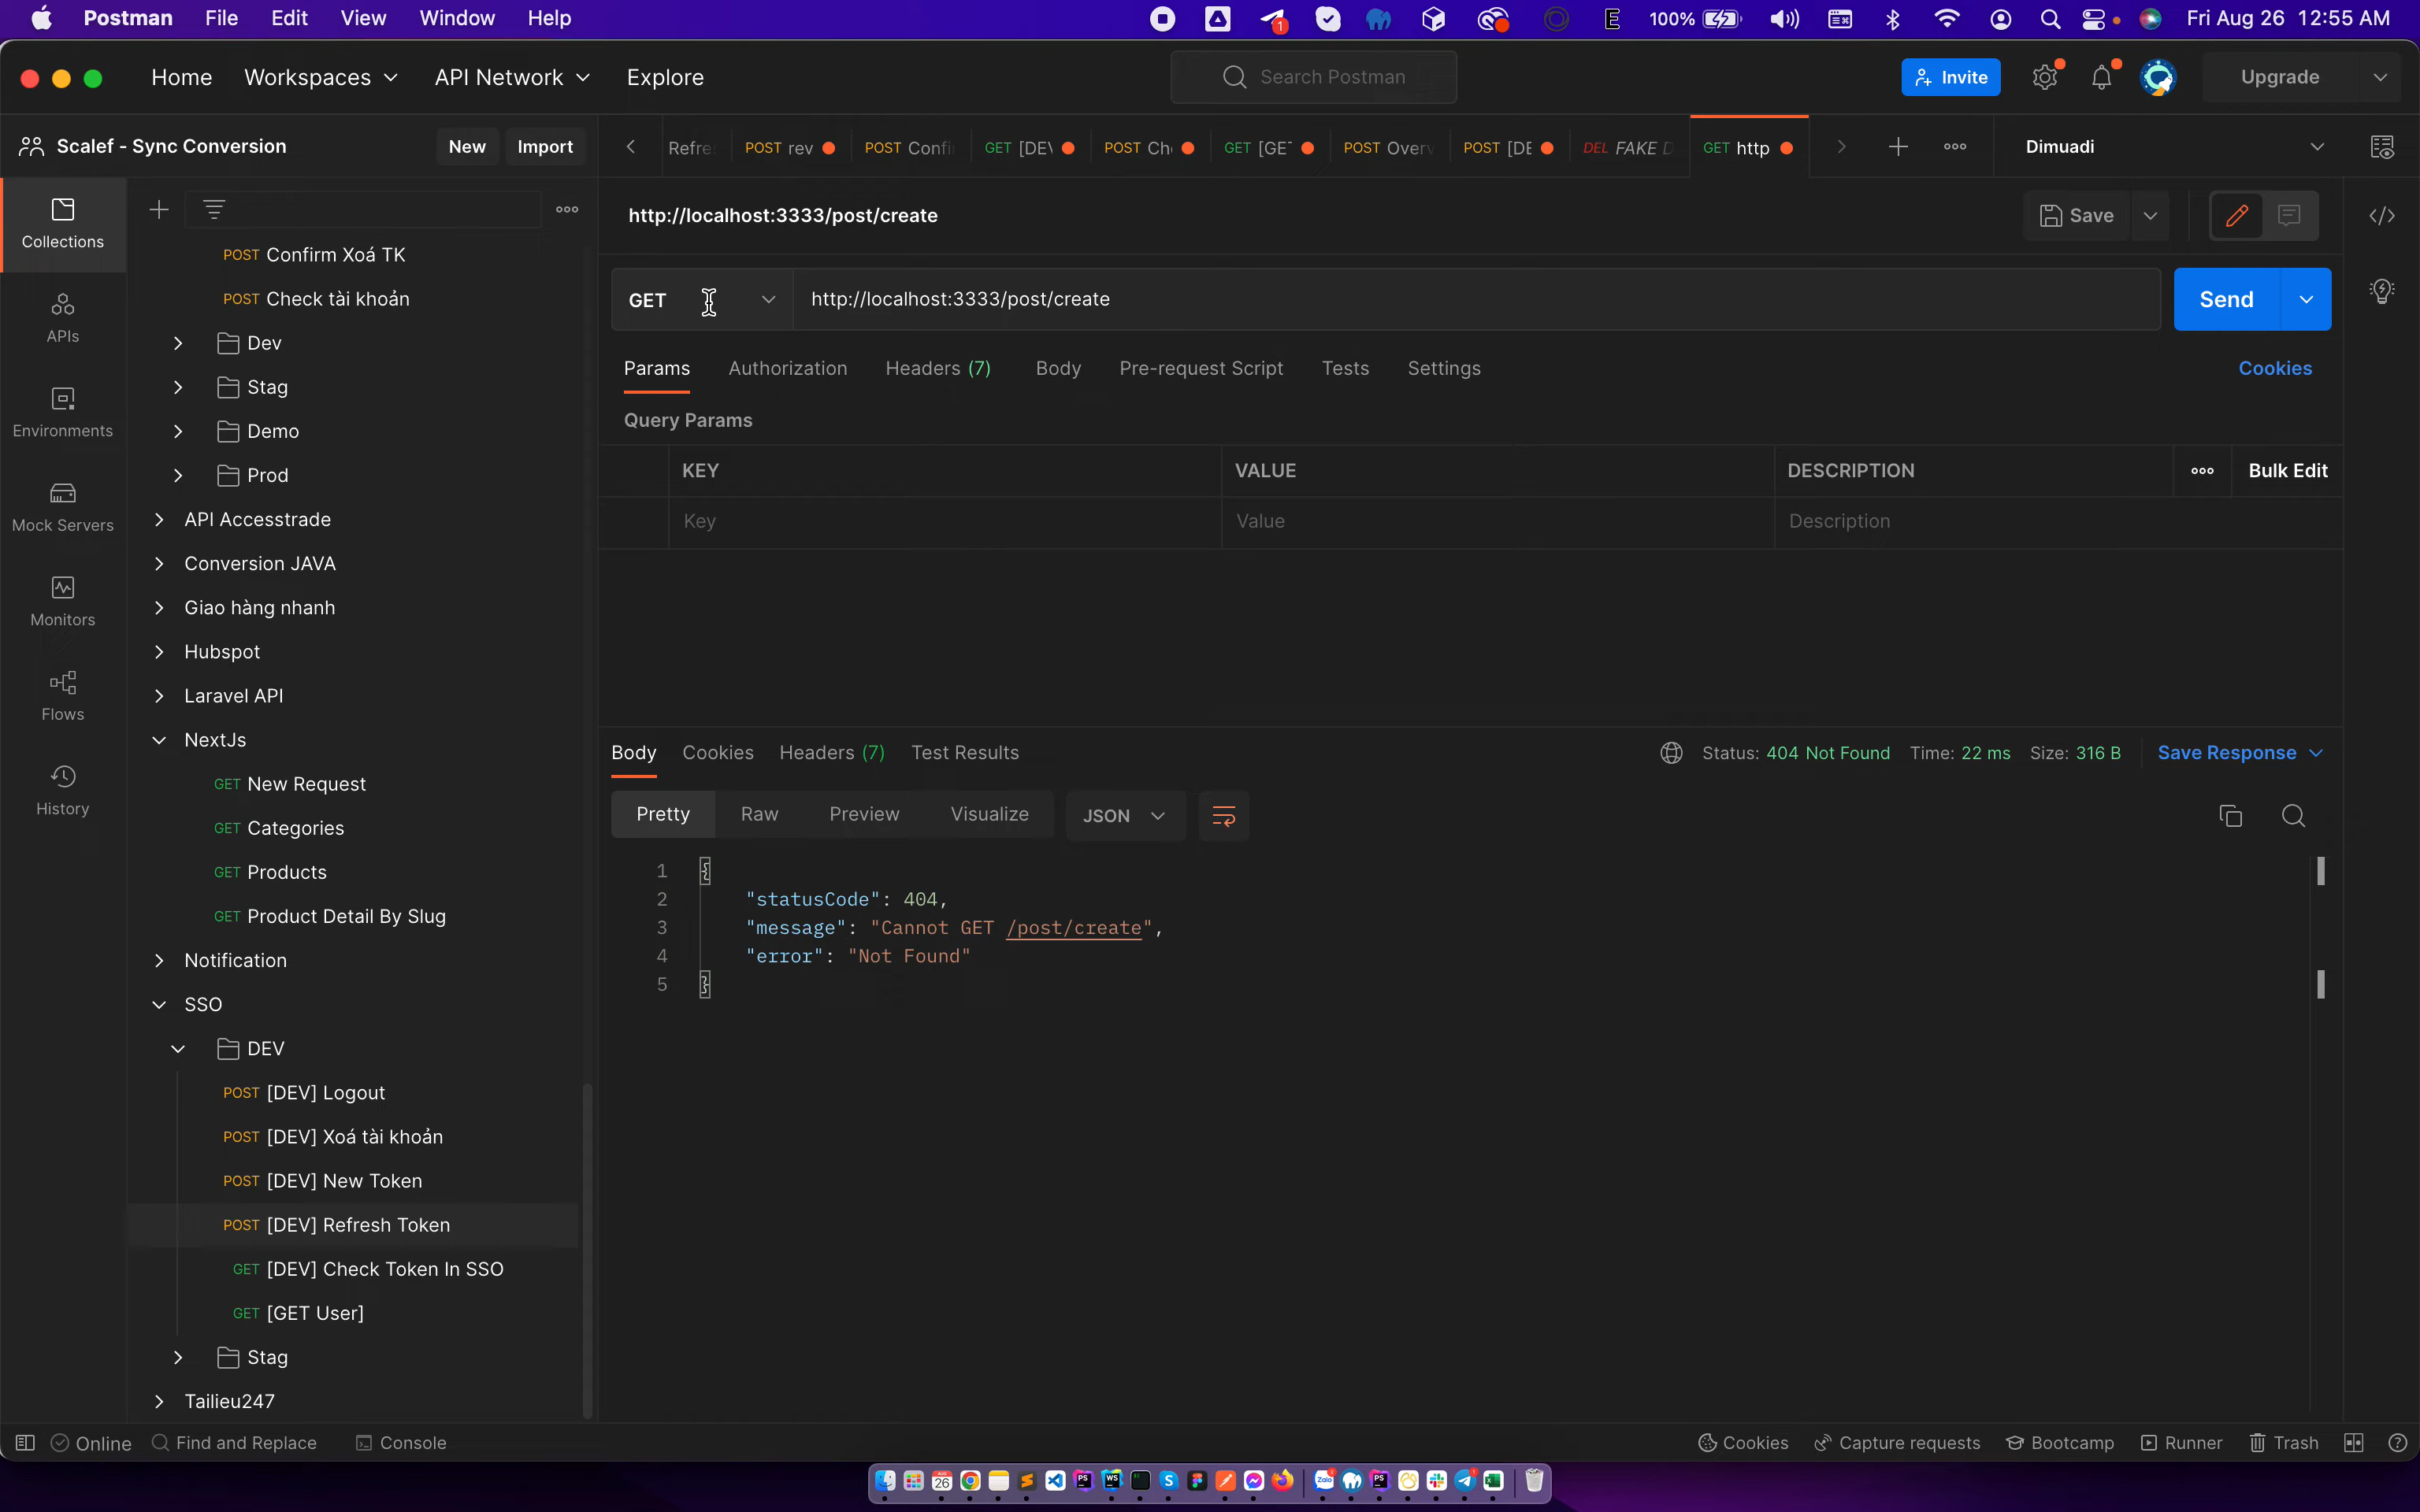 Postman File Edit View Window Help 1 E 100% Fri Aug 26 12:55 AM
Home Workspaces API Network Explore Search Postman Invite Upgrade
Scalef - Sync Conversion New Import Refre POST rev POST Confi GET [DEV POST Ch GET [GE POST Over POST [DE DEL FAKE D GET http Dimuadi
http://localhost:3333/post/create Save
Collections
APIs
Environments
Mock Servers
Monitors
Flows
History
POST Confirm Xoá TK
POST Check tài khoản
Dev
Stag
Demo
Prod
API Accesstrade
Conversion JAVA
Giao hàng nhanh
Hubspot
Laravel API
NextJs
GET New Request
GET Categories
GET Products
GET Product Detail By Slug
Notification
SSO
DEV
POST [DEV] Logout
POST [DEV] Xoá tài khoản
POST [DEV] New Token
POST [DEV] Refresh Token
GET [DEV] Check Token In SSO
GET [GET User]
Stag
Tailieu247
GET http://localhost:3333/post/create Send
Params Authorization Headers (7) Body Pre-request Script Tests Settings Cookies
Query Params
KEY VALUE DESCRIPTION Bulk Edit
Key Value Description
Body Cookies Headers (7) Test Results Status: 404 Not Found Time: 22 ms Size: 316 B Save Response
Pretty Raw Preview Visualize JSON
1 {
2 "statusCode": 404,
3 "message": "Cannot GET /post/create",
4 "error": "Not Found"
5 }
Online Find and Replace Console Cookies Capture requests Bootcamp Runner Trash
26 PS WS PS Zalo